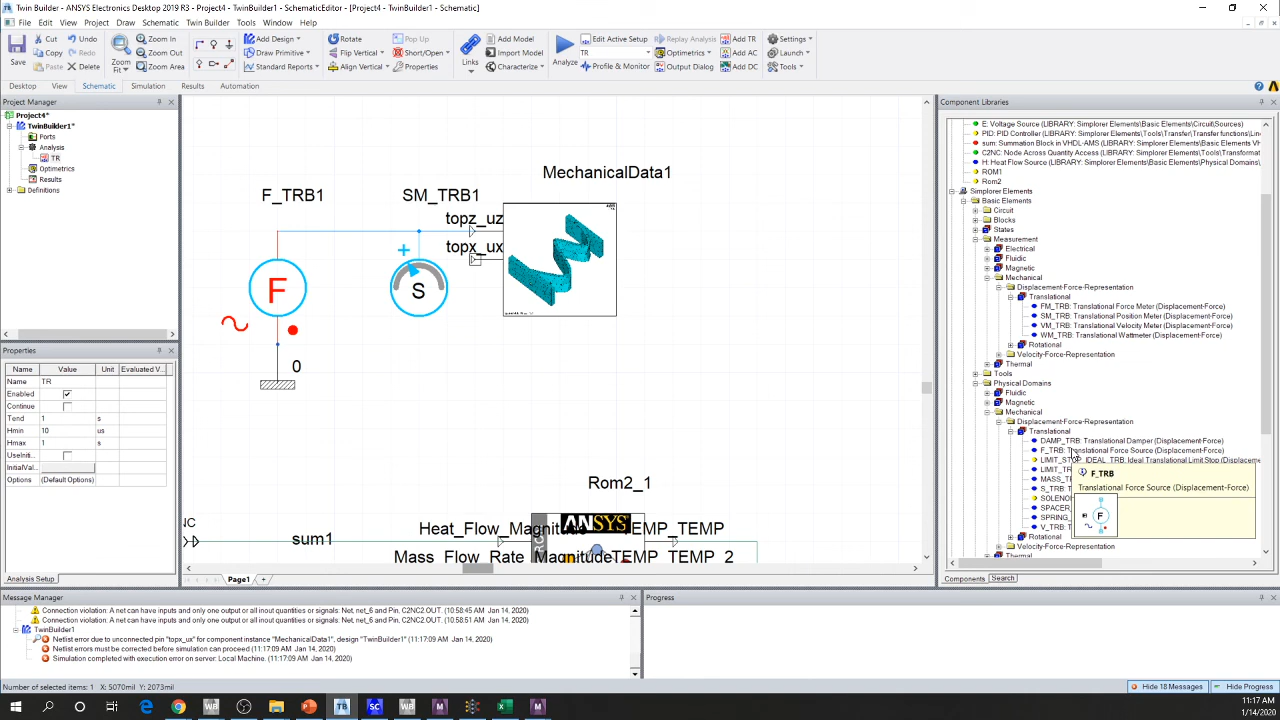 Twin Builder - ANSYS Electronics Desktop 2019 R3 - Project4 - TwinBuilder1 - SchematicEditor] - [Project4 - TwinBuilder1 - Schematic]
File Edit View Project Draw Schematic Twin Builder Tools Window Help
Save Cut Copy Paste Undo Redo Delete
Zoom Fit Zoom In Zoom Out Zoom Area
Add Design Draw Primitive Standard Reports
Rotate Flip Vertical Align Vertical
Pop Up Short/Open Properties
Links Add Model Import Model Characterize
Analyze Edit Active Setup TR Profile & Monitor
Replay Analysis Optimetrics Output Dialog
Add TR Add AC Add DC
Settings Launch Tools
Desktop View Schematic Simulation Results Automation
Project Manager
Project4*
TwinBuilder1*
Ports
Analysis
TR
Optimetrics
Results
Definitions
Properties
Name Value Unit Evaluated V...
Name TR
Enabled
Continue
Tend 1 s
Hmin 10 us
Hmax 1 s
UseIniti...
InitialVal...
Options (Default Options)
Analysis Setup
MechanicalData1
F_TRB1 SM_TRB1
topz_uz
topx_ux
F
S
0
Rom2_1
ANSYS
Heat_Flow_Magnitude TEMP_TEMP
sum1
Mass_Flow_Rate_MagnitudeTEMP_TEMP_2
Page1
Component Libraries
E: Voltage Source (LIBRARY: Simplorer Elements\Basic Elements\Circuit\Sources)
PID: PID Controller (LIBRARY: Simplorer Elements\Tools\Transfer\Transfer functions\Line
sum: Summation Block in VHDL-AMS (LIBRARY: Simplorer Elements\Basic Elements
C2NC: Node Across Quantity Access (LIBRARY: Simplorer Elements\Tools\Transformat
H: Heat Flow Source (LIBRARY: Simplorer Elements\Basic Elements\Physical Domains\
ROM1
Rom2
Simplorer Elements
Basic Elements
Circuit
Blocks
States
Measurement
Electrical
Fluidic
Magnetic
Mechanical
Displacement-Force-Representation
Translational
FM_TRB: Translational Force Meter (Displacement-Force)
SM_TRB: Translational Position Meter (Displacement-Force)
VM_TRB: Translational Velocity Meter (Displacement-Force)
WM_TRB: Translational Wattmeter (Displacement-Force)
Rotational
Velocity-Force-Representation
Thermal
Tools
Physical Domains
Fluidic
Magnetic
Mechanical
Displacement-Force-Representation
Translational
DAMP_TRB: Translational Damper (Displacement-Force)
F_TRB: Translational Force Source (Displacement-Force)
LIMIT_STOP_IDEAL_TRB: Ideal Translational Limit Stop (Displaceme
LIMIT_TR
MASS_T
S_TRB: T
SOLENO
SPACER_
SPRING_
V_TRB: T
Rotational
Velocity-Force-Representation
Thermal
F_TRB
Translational Force Source (Displacement-Force)
F
Components Search
Message Manager
Connection violation: A net can have inputs and only one output or all inout quantities or signals: Net, net_6 and Pin, C2NC2.OUT. (10:58:45 AM Jan 14, 2020)
Connection violation: A net can have inputs and only one output or all inout quantities or signals: Net, net_6 and Pin, C2NC2.OUT. (10:58:51 AM Jan 14, 2020)
TwinBuilder1
Netlist error due to unconnected pin "topx_ux" for component instance "MechanicalData1", design "TwinBuilder1" (11:17:09 AM Jan 14, 2020)
Netlist errors must be corrected before simulation can proceed (11:17:09 AM Jan 14, 2020)
Simulation completed with execution error on server: Local Machine. (11:17:09 AM Jan 14, 2020)
Progress
Number of selected items: 1 X: 5070mil Y: 2073mil
Hide 18 Messages Hide Progress
11:17 AM
1/14/2020